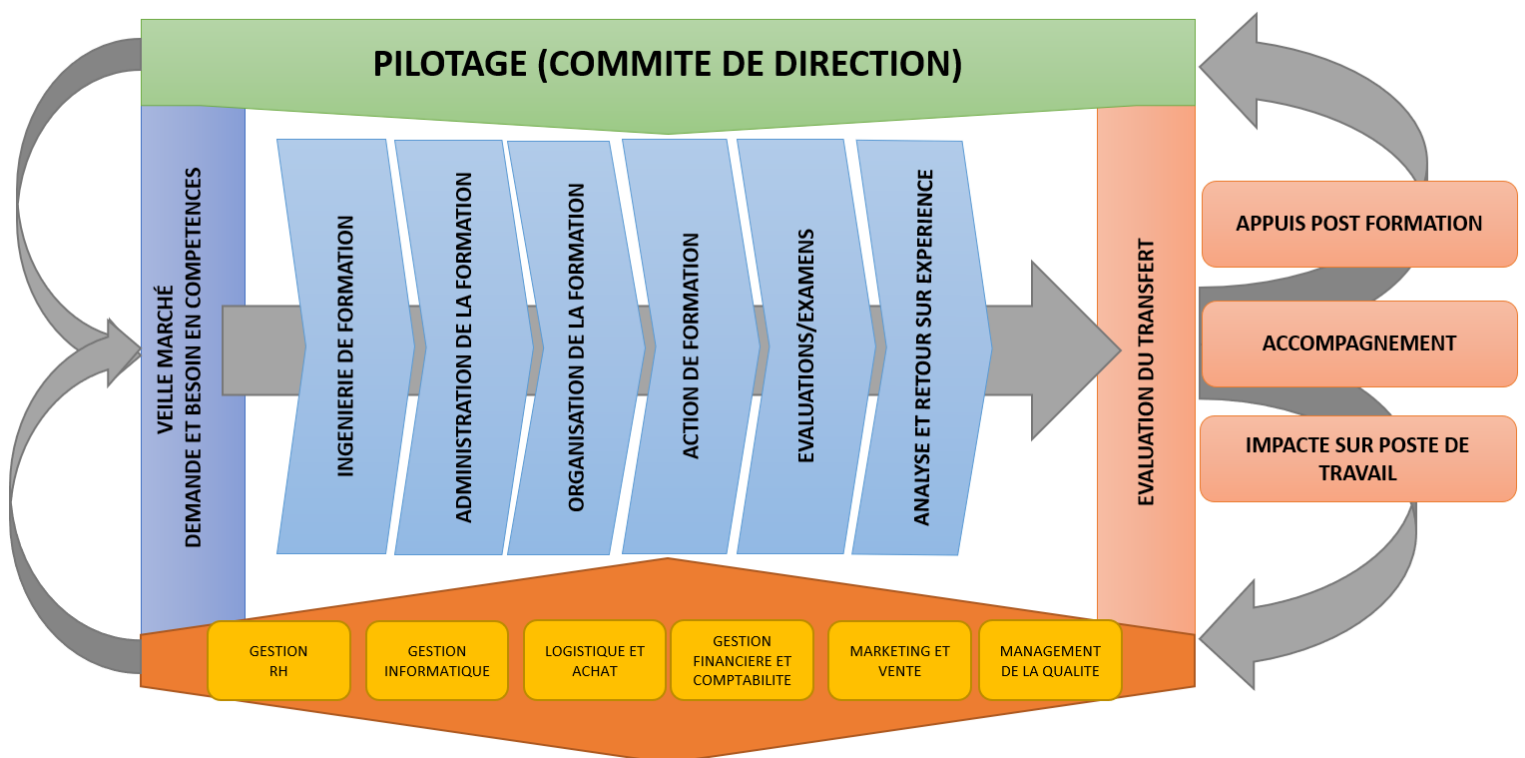 PILOTAGE (COMMITE DE DIRECTION)
VEILLE MARCHÉ
DEMANDE ET BESOIN EN COMPETENCES
INGENIERIE DE FORMATION
ADMINISTRATION DE LA FORMATION
ORGANISATION DE LA FORMATION
ACTION DE FORMATION
EVALUATIONS/EXAMENS
ANALYSE ET RETOUR SUR EXPERIENCE
EVALUATION DU TRANSFERT
APPUIS POST FORMATION
ACCOMPAGNEMENT
IMPACTE SUR POSTE DE
TRAVAIL
GESTION
RH
GESTION
INFORMATIQUE
LOGISTIQUE ET
ACHAT
GESTION
FINANCIERE ET
COMPTABILITE
MARKETING ET
VENTE
MANAGEMENT
DE LA QUALITE